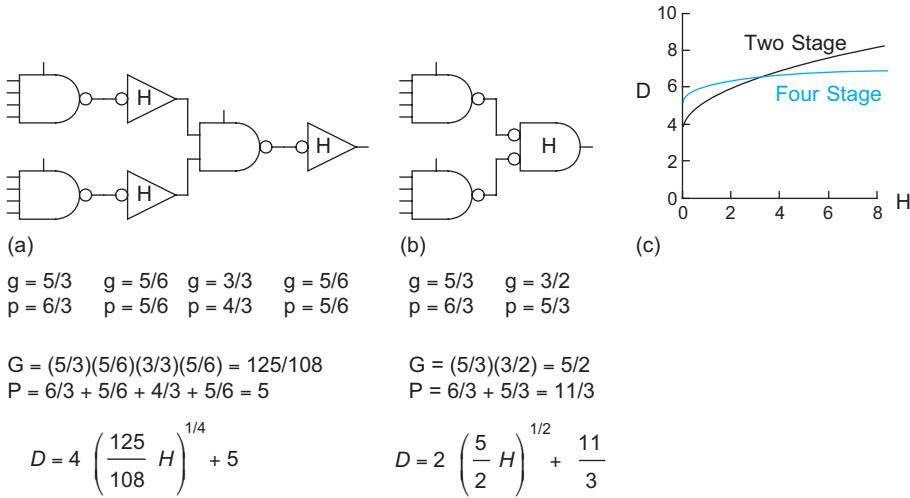 H
H
H
(a)
g = 5/3 g = 5/6 g = 3/3 g = 5/6
p = 6/3 p = 5/6 p = 4/3 p = 5/6
G = (5/3)(5/6)(3/3)(5/6) = 125/108
P = 6/3 + 5/6 + 4/3 + 5/6 = 5
D = 4 (125/108 H)^1/4 + 5
H
(b)
g = 5/3 g = 3/2
p = 6/3 p = 5/3
G = (5/3)(3/2) = 5/2
P = 6/3 + 5/3 = 11/3
D = 2 (5/2 H)^1/2 + 11/3
10
8
6
4
2
0
D
Two Stage
Four Stage
0 2 4 6 8
H
(c)